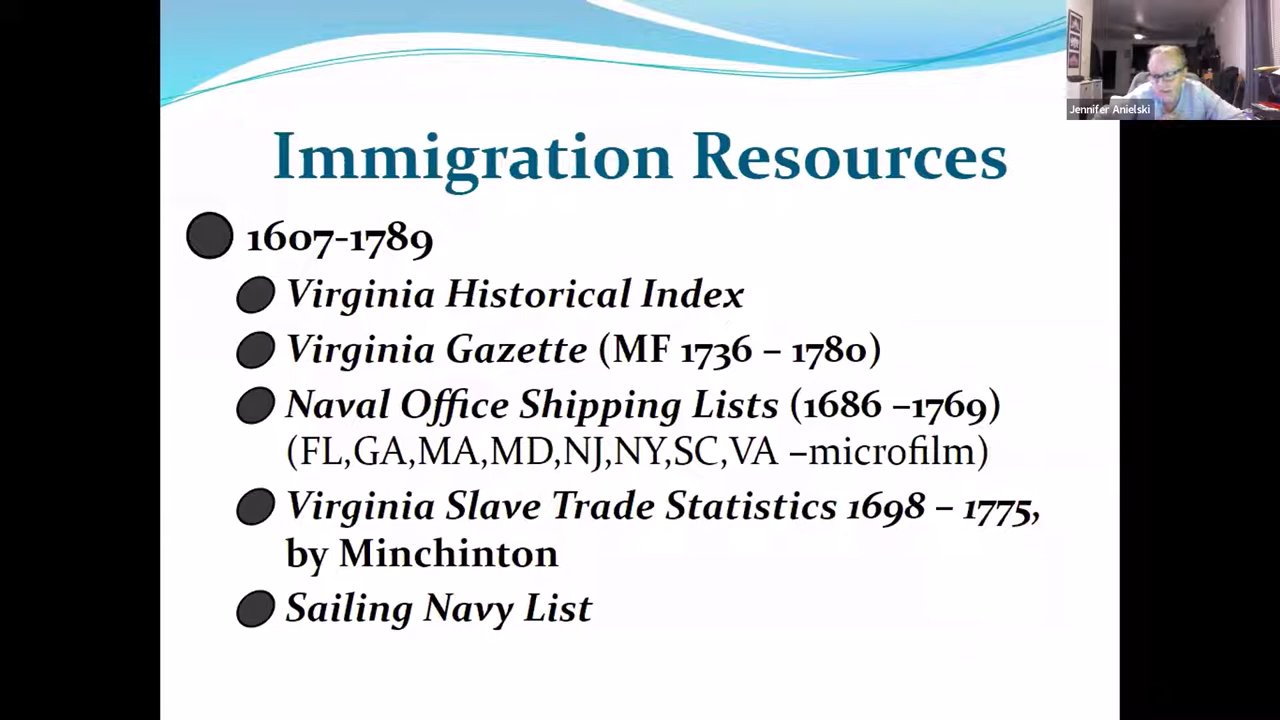 Jennifer Anielski
Immigration Resources
1607-1789
Virginia Historical Index
Virginia Gazette (MF 1736 – 1780)
Naval Office Shipping Lists (1686 –1769)
(FL,GA,MA,MD,NJ,NY,SC,VA –microfilm)
Virginia Slave Trade Statistics 1698 – 1775,
by Minchinton
Sailing Navy List